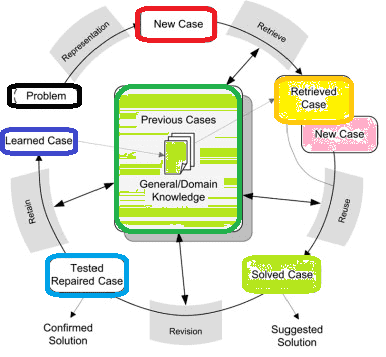 New Case
Representation
Retrieve
Problem
Retrieved
Case
New Case
Previous Cases
General/Domain
Knowledge
Learned Case
Retain
Reuse
Tested
Repaired Case
Solved Case
Confirmed
Solution
Revision
Suggested
Solution